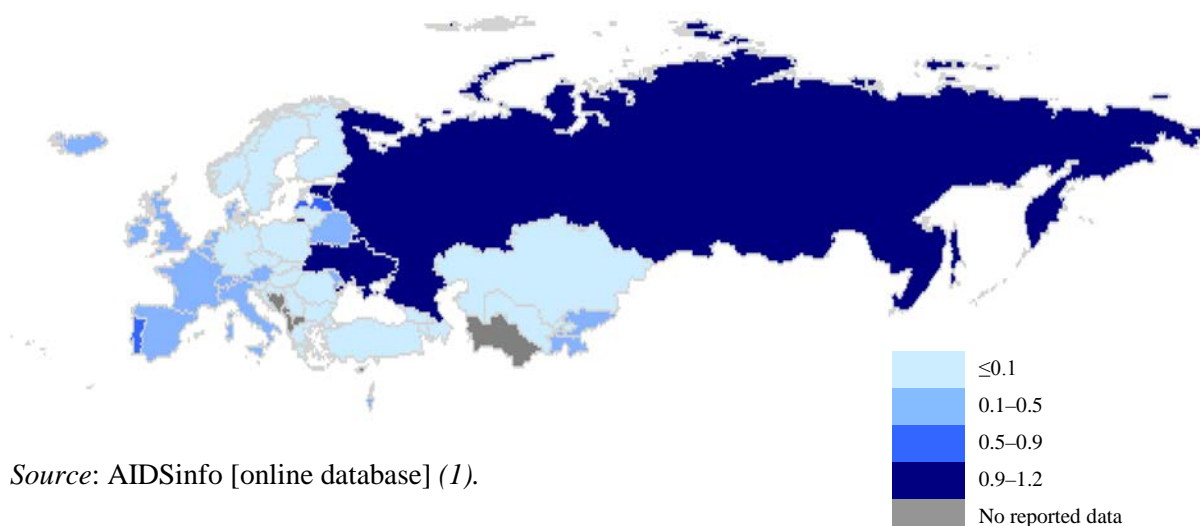 ≤0.1
0.1–0.5
0.5–0.9
0.9–1.2
No reported data
Source: AIDSinfo [online database] (1).